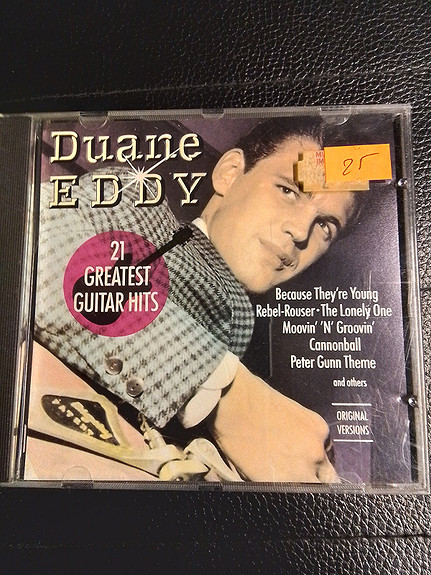 Duane
EDDY
25
21
GREATEST
GUITAR HITS
Because They're Young
Rebel-Rouser • The Lonely One
Moovin' 'N' Groovin'
Cannonball
Peter Gunn Theme
and others
ORIGINAL
VERSIONS